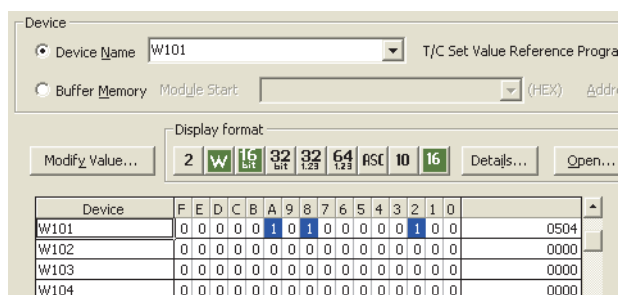 Device
Device Name W101 T/C Set Value Reference Progra
Buffer Memory Module Start (HEX) Addre
Display format
Modify Value... 2 W 16 bit 32 bit 32 1.23 64 1.23 ASC 10 16 Details... Open...
Device F E D C B A 9 8 7 6 5 4 3 2 1 0
W101 0 0 0 0 0 1 0 1 0 0 0 0 0 1 0 0 0504
W102 0 0 0 0 0 0 0 0 0 0 0 0 0 0 0 0 0000
W103 0 0 0 0 0 0 0 0 0 0 0 0 0 0 0 0 0000
W104 0 0 0 0 0 0 0 0 0 0 0 0 0 0 0 0 0000